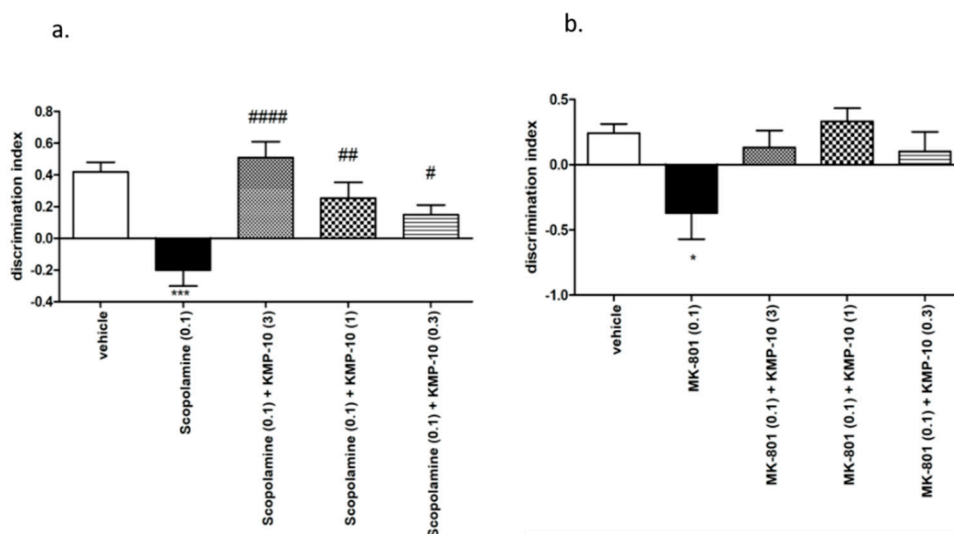 a.
discrimination index
0.8
0.6
0.4
0.2
0.0
-0.2
-0.4
####
##
#
***
vehicle
Scopolamine (0.1)
Scopolamine (0.1) + KMP-10 (3)
Scopolamine (0.1) + KMP-10 (1)
Scopolamine (0.1) + KMP-10 (0.3)
b.
discrimination index
0.5
0.0
-0.5
-1.0
*
vehicle
MK-801 (0.1)
MK-801 (0.1) + KMP-10 (3)
MK-801 (0.1) + KMP-10 (1)
MK-801 (0.1) + KMP-10 (0.3)